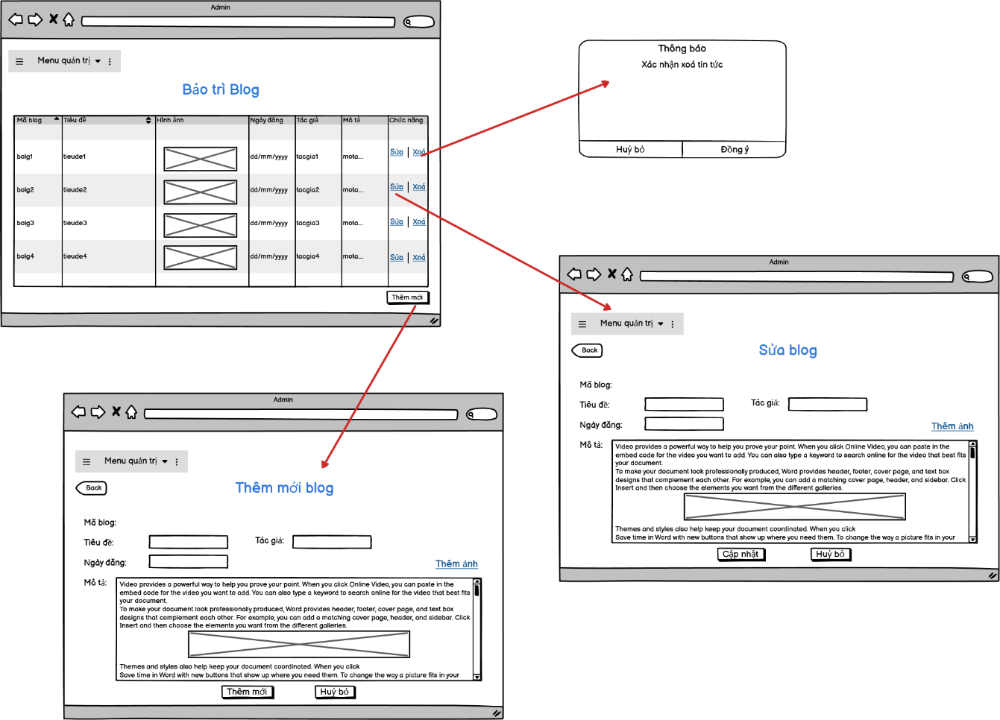 Admin
Menu quản trị
Bảo trì Blog
Mã blog Tiêu đề Hình ảnh Ngày đăng Tác giả Mô tả Chức năng
bolg1 tieude1 dd/mm/yyyy tacgia1 mota... Sửa | Xoá
bolg2 tieude2 dd/mm/yyyy tacgia2 mota... Sửa | Xoá
bolg3 tieude3 dd/mm/yyyy tacgia3 mota... Sửa | Xoá
bolg4 tieude4 dd/mm/yyyy tacgia4 mota... Sửa | Xoá
Thêm mới
Thông báo
Xác nhận xoá tin tức
Huỷ bỏ Đồng ý
Admin
Menu quản trị
Back
Sửa blog
Mã blog:
Tiêu đề: Tác giả:
Ngày đăng:
Thêm ảnh
Mô tả:
Video provides a powerful way to help you prove your point. When you click Online Video, you can paste in the
embed code for the video you want to add. You can also type a keyword to search online for the video that best fits
your document.
To make your document look professionally produced, Word provides header, footer, cover page, and text box
designs that complement each other. For example, you can add a matching cover page, header, and sidebar. Click
Insert and then choose the elements you want from the different galleries.
Themes and styles also help keep your document coordinated. When you click
Save time in Word with new buttons that show up where you need them. To change the way a picture fits in your
Cập nhật Huỷ bỏ
Admin
Menu quản trị
Back
Thêm mới blog
Mã blog:
Tiêu đề: Tác giả:
Ngày đăng:
Thêm ảnh
Mô tả:
Video provides a powerful way to help you prove your point. When you click Online Video, you can paste in the
embed code for the video you want to add. You can also type a keyword to search online for the video that best fits
your document.
To make your document look professionally produced, Word provides header, footer, cover page, and text box
designs that complement each other. For example, you can add a matching cover page, header, and sidebar. Click
Insert and then choose the elements you want from the different galleries.
Themes and styles also help keep your document coordinated. When you click
Save time in Word with new buttons that show up where you need them. To change the way a picture fits in your
Thêm mới Huỷ bỏ